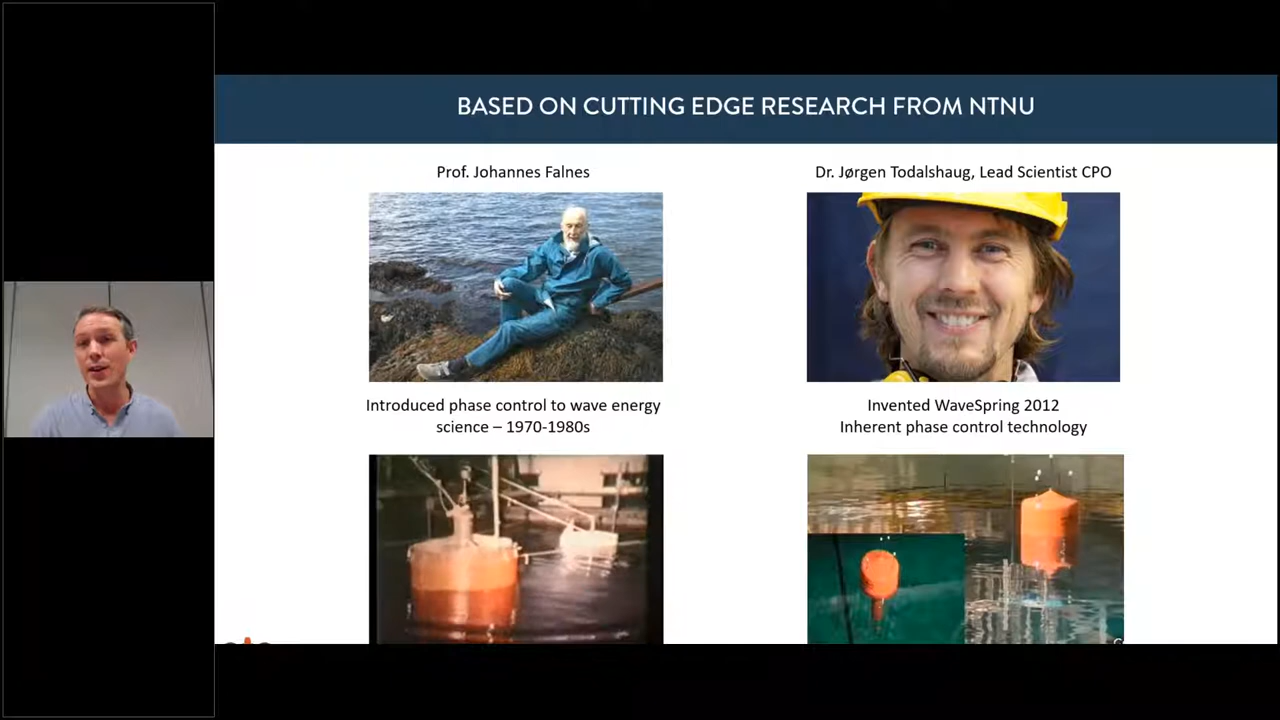 BASED ON CUTTING EDGE RESEARCH FROM NTNU
Prof. Johannes Falnes
Dr. Jørgen Todalshaug, Lead Scientist CPO
Introduced phase control to wave energy
science – 1970-1980s
Invented WaveSpring 2012
Inherent phase control technology